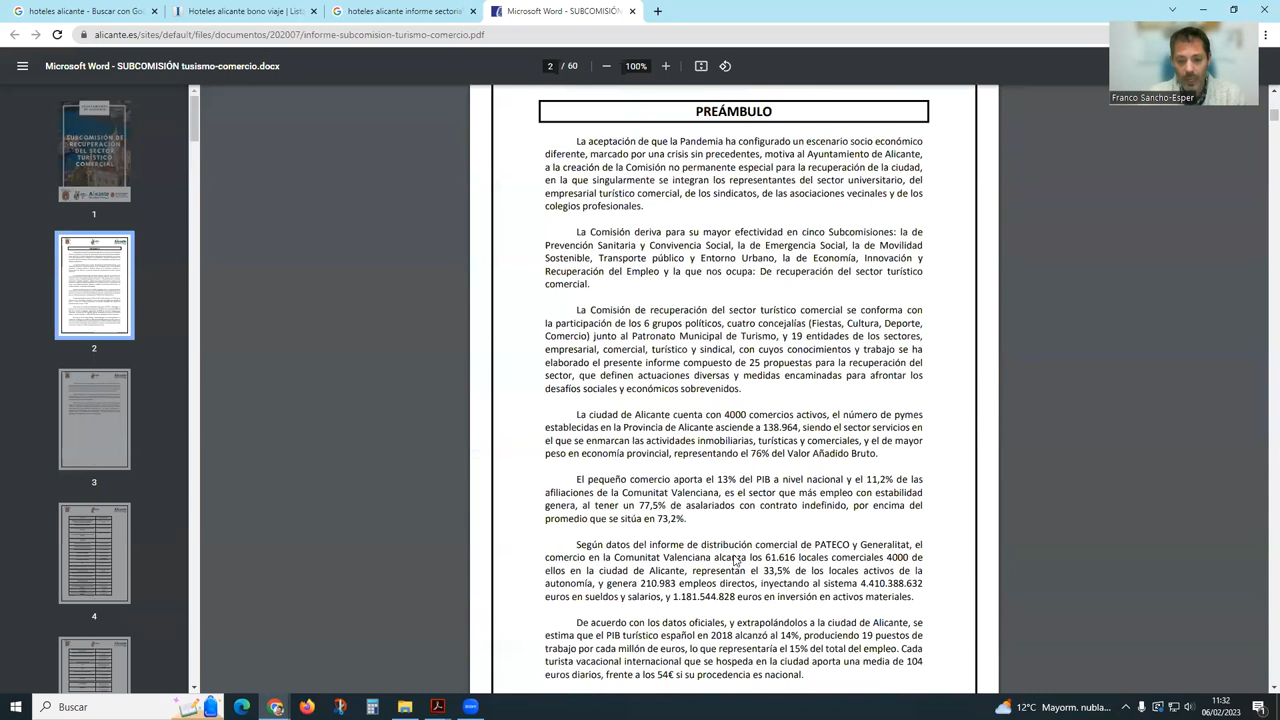 hoteles alicante - Buscar con Go
Hoteles alicante bono viaje | List
hoteles alicante informe sectoria
Microsoft Word - SUBCOMISIÓN
alicante.es/sites/default/files/documentos/202007/informe-subcomision-turismo-comercio.pdf
Microsoft Word - SUBCOMISIÓN tusismo-comercio.docx
2 / 60
100%
Franco Sancho-Esper
SUBCOMISIÓN DE
RECUPERACIÓN
DEL SECTOR
TURÍSTICO
COMERCIAL
1
2
3
4
PREÁMBULO
La aceptación de que la Pandemia ha configurado un escenario socio económico
diferente, marcado por una crisis sin precedentes, motiva al Ayuntamiento de Alicante,
a la creación de la Comisión no permanente especial para la recuperación de la ciudad,
en la que singularmente se integran los representantes del sector universitario, del
empresarial turístico comercial, de los sindicatos, de las asociaciones vecinales y de los
colegios profesionales.
La Comisión deriva para su mayor efectividad en cinco Subcomisiones: la de
Prevención Sanitaria y Convivencia Social, la de Emergencia Social, la de Movilidad
Sostenible, Transporte público y Entorno Urbano, la de Economía, Innovación y
Recuperación del Empleo y la que nos ocupa: De recuperación del sector turístico
comercial.
La Comisión de recuperación del sector turístico comercial se conforma con
la participación de los 6 grupos políticos, cuatro concejalías (Fiestas, Cultura, Deporte,
Comercio) junto al Patronato Municipal de Turismo, y 19 entidades de los sectores,
empresarial, comercial, turístico y sindical, con cuyos conocimientos y trabajo se ha
elaborado el presente informe compuesto de 25 propuestas para la recuperación del
sector, que definen actuaciones diversas y medidas encaminadas para afrontar los
desafíos sociales y económicos sobrevenidos.
La ciudad de Alicante cuenta con 4000 comercios activos, el número de pymes
establecidas en la Provincia de Alicante asciende a 138.964, siendo el sector servicios en
el que se enmarcan las actividades inmobiliarias, turísticas y comerciales, y el de mayor
peso en economía provincial, representando el 76% del Valor Añadido Bruto.
El pequeño comercio aporta el 13% del PIB a nivel nacional y el 11,2% de las
afiliaciones de la Comunitat Valenciana, es el sector que más empleo con estabilidad
genera, al tener un 77,5% de asalariados con contrato indefinido, por encima del
promedio que se sitúa en 73,2%.
Según datos del informe de distribución comercial de PATECO y Generalitat, el
comercio en la Comunitat Valenciana alcanza los 61.616 locales comerciales 4000 de
ellos en la ciudad de Alicante, representan el 33,5% de los locales activos de la
autonomía, y genera 210.983 empleos directos, inyectando al sistema 4.410.388.632
euros en sueldos y salarios, y 1.181.544.828 euros en inversión en activos materiales.
De acuerdo con los datos oficiales, y extrapolándolos a la ciudad de Alicante, se
estima que el PIB turístico español en 2018 alcanzó al 14%, produciendo 19 puestos de
trabajo por cada millón de euros, lo que representaría el 15% del total del empleo. Cada
turista vacacional internacional que se hospeda en la ciudad aporta una media de 104
euros diarios, frente a los 54€ si su procedencia es nacional.
Buscar
12°C Mayorm. nubla...
11:32
06/02/2023